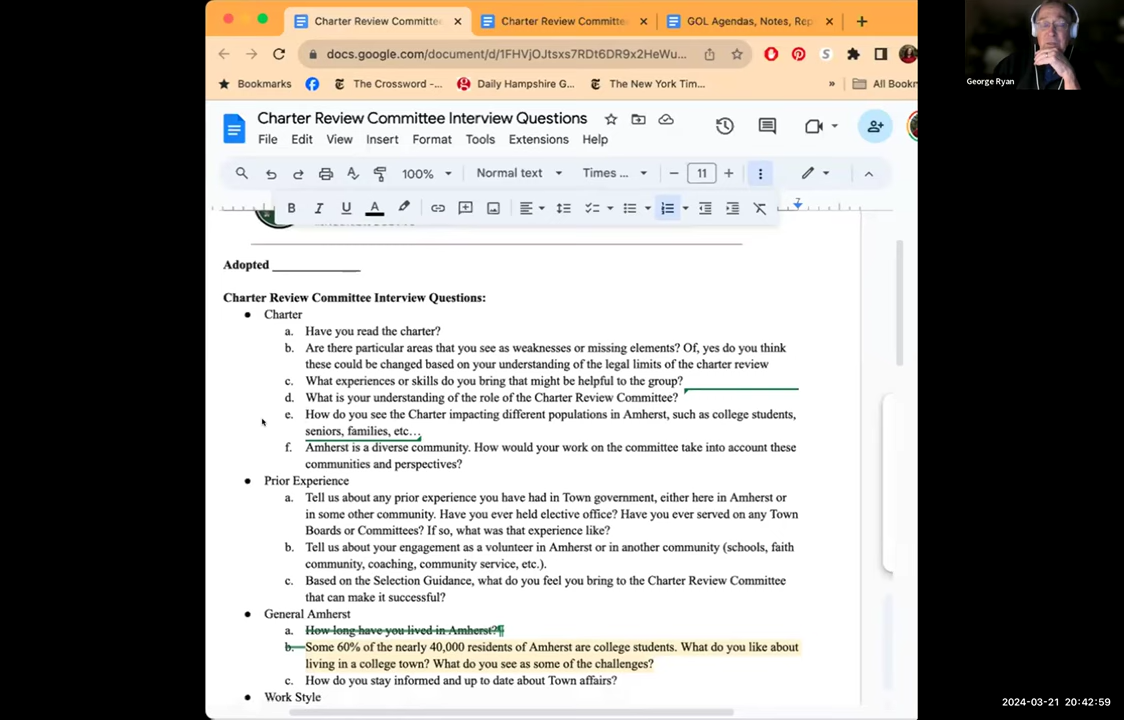 Charter Review Committee
Charter Review Committee
GOL Agendas, Notes, Rep
docs.google.com/document/d/1FHVjOJtsxs7RDt6DR9x2HeWu...
Bookmarks
The Crossword -...
Daily Hampshire G...
The New York Tim...
»
All Bookn
Charter Review Committee Interview Questions
File Edit View Insert Format Tools Extensions Help
100% Normal text Times ... − 11 +
B I U A
Adopted ____________
Charter Review Committee Interview Questions:
● Charter
a. Have you read the charter?
b. Are there particular areas that you see as weaknesses or missing elements? Of, yes do you think
these could be changed based on your understanding of the legal limits of the charter review
c. What experiences or skills do you bring that might be helpful to the group?
d. What is your understanding of the role of the Charter Review Committee?
e. How do you see the Charter impacting different populations in Amherst, such as college students,
seniors, families, etc…
f. Amherst is a diverse community. How would your work on the committee take into account these
communities and perspectives?
● Prior Experience
a. Tell us about any prior experience you have had in Town government, either here in Amherst or
in some other community. Have you ever held elective office? Have you ever served on any Town
Boards or Committees? If so, what was that experience like?
b. Tell us about your engagement as a volunteer in Amherst or in another community (schools, faith
community, coaching, community service, etc.).
c. Based on the Selection Guidance, what do you feel you bring to the Charter Review Committee
that can make it successful?
● General Amherst
a. How long have you lived in Amherst?¶
b. Some 60% of the nearly 40,000 residents of Amherst are college students. What do you like about
living in a college town? What do you see as some of the challenges?
c. How do you stay informed and up to date about Town affairs?
● Work Style
George Ryan
2024-03-21 20:42:59